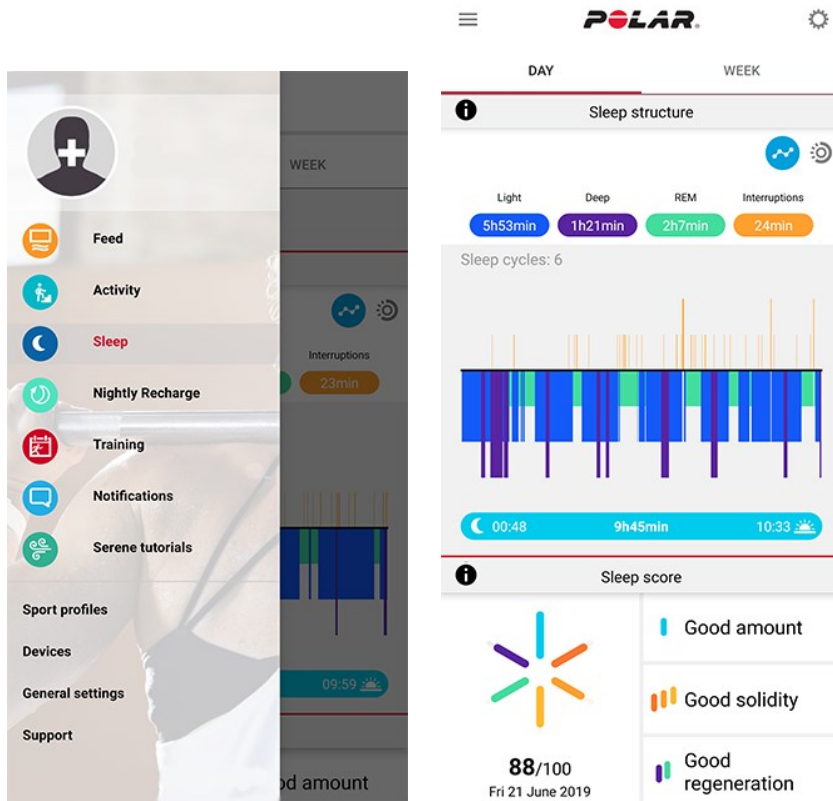 WEEK
Feed
Activity
Sleep
Interruptions
23min
Nightly Recharge
Training
Notifications
Serene tutorials
Sport profiles
Devices
General settings
09:59
Support
od amount
POLAR.
DAY
WEEK
Sleep structure
Light
Deep
REM
Interruptions
5h53min
1h21min
2h7min
24min
Sleep cycles: 6
00:48
9h45min
10:33
Sleep score
Good amount
Good solidity
88/100
Fri 21 June 2019
Good
regeneration